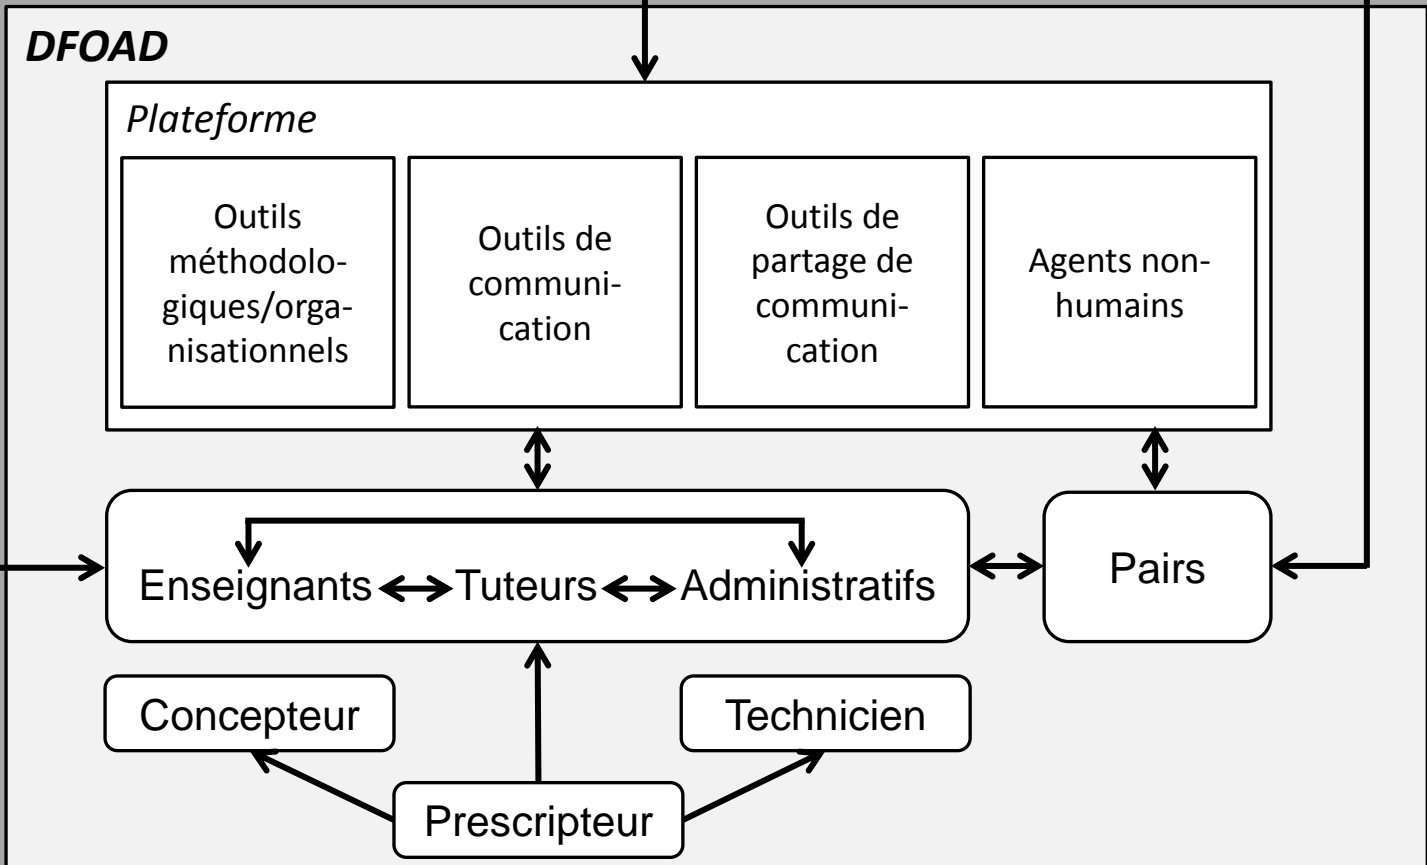 DFOAD
Plateforme
Outils
méthodolo-
giques/orga-
nisationnels
Outils de
communi-
cation
Outils de
partage de
communi-
cation
Agents non-
humains
Enseignants
Tuteurs
Administratifs
Pairs
Concepteur
Technicien
Prescripteur